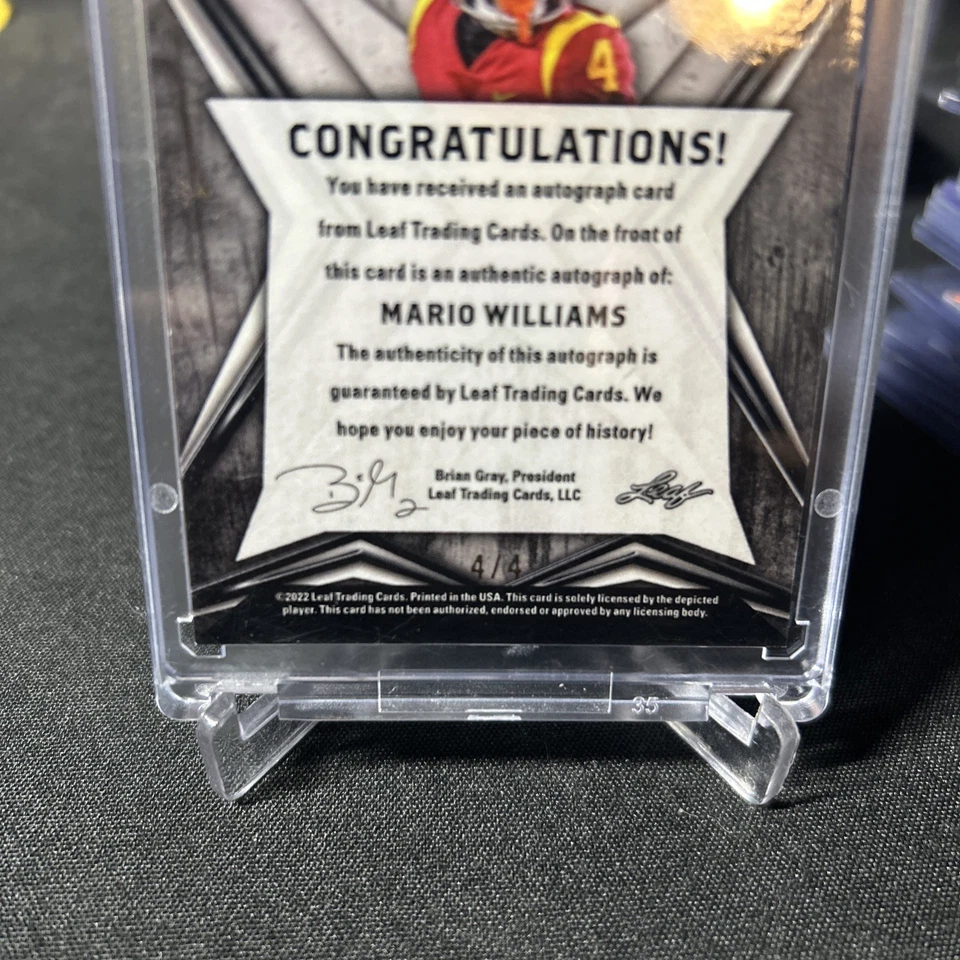 4
CONGRATULATIONS!
You have received an autograph card
from Leaf Trading Cards. On the front of
this card is an authentic autograph of:
MARIO WILLIAMS
The authenticity of this autograph is
guaranteed by Leaf Trading Cards. We
hope you enjoy your piece of history!
Brian Gray, President
Leaf Trading Cards, LLC
Leaf
4/4
©2022 Leaf Trading Cards. Printed in the USA. This card is solely licensed by the depicted
player. This card has not been authorized, endorsed or approved by any licensing body.
35